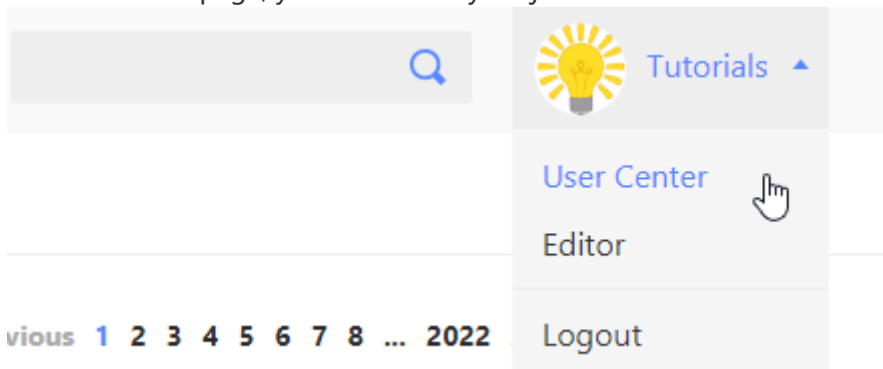 Tutorials
User Center
Editor
vious 1 2 3 4 5 6 7 8 ... 2022
Logout